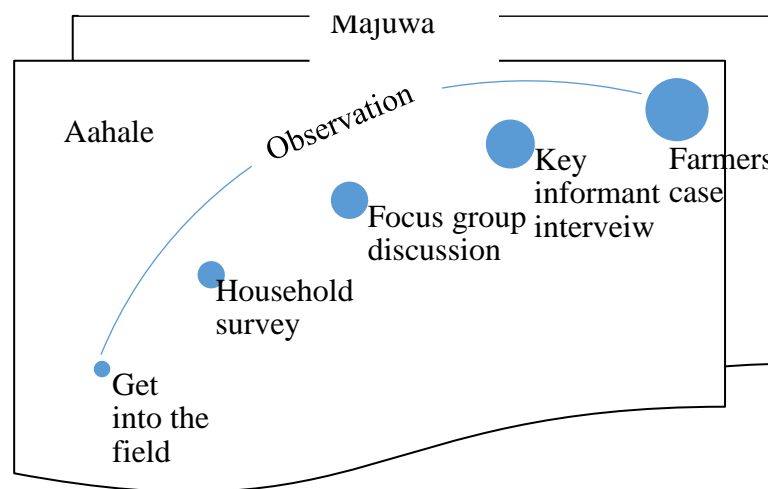 Majuwa
Aahale
Observation
Farmers
case
Key
informant
interveiw
Focus group
discussion
Household
survey
Get
into the
field